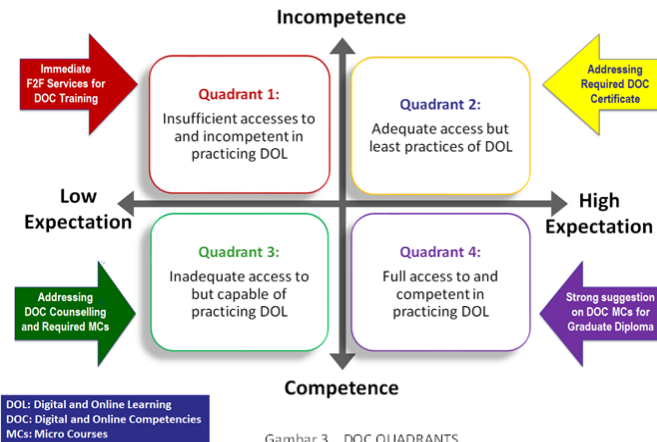 Incompetence
Immediate
F2F Services for
DOC Training
Quadrant 1:
Insufficient accesses to
and incompetent in
practicing DOL
Quadrant 2:
Adequate access but
least practices of DOL
Addressing
Required DOC
Certificate
Low
Expectation
High
Expectation
Addressing
DOC Counselling
and Required MCs
Quadrant 3:
Inadequate access to
but capable of
practicing DOL
Quadrant 4:
Full access to and
competent in
practicing DOL
Strong suggestion
on DOC MCs for
Graduate Diploma
Competence
DOL: Digital and Online Learning
DOC: Digital and Online Competencies
MCs: Micro Courses
Gambar 3 DOC QUADRANTS